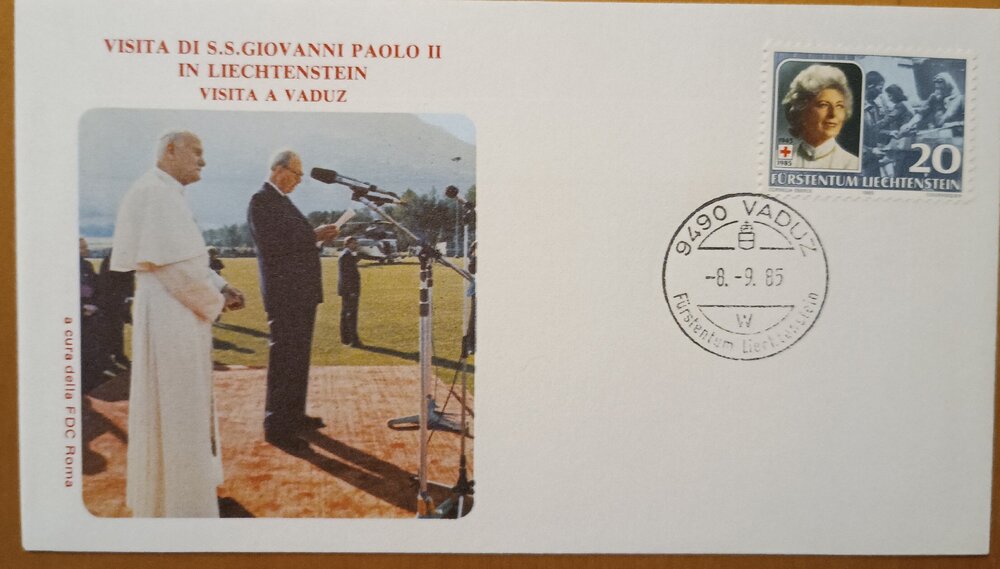 VISITA DI S.S.GIOVANNI PAOLO II
IN LIECHTENSTEIN
VISITA A VADUZ
a cura della FDC Roma
1945
1985
20
FÜRSTENTUM LIECHTENSTEIN
1985
9490 VADUZ
-8.-9.85
W
Fürstentum Liechtenstein